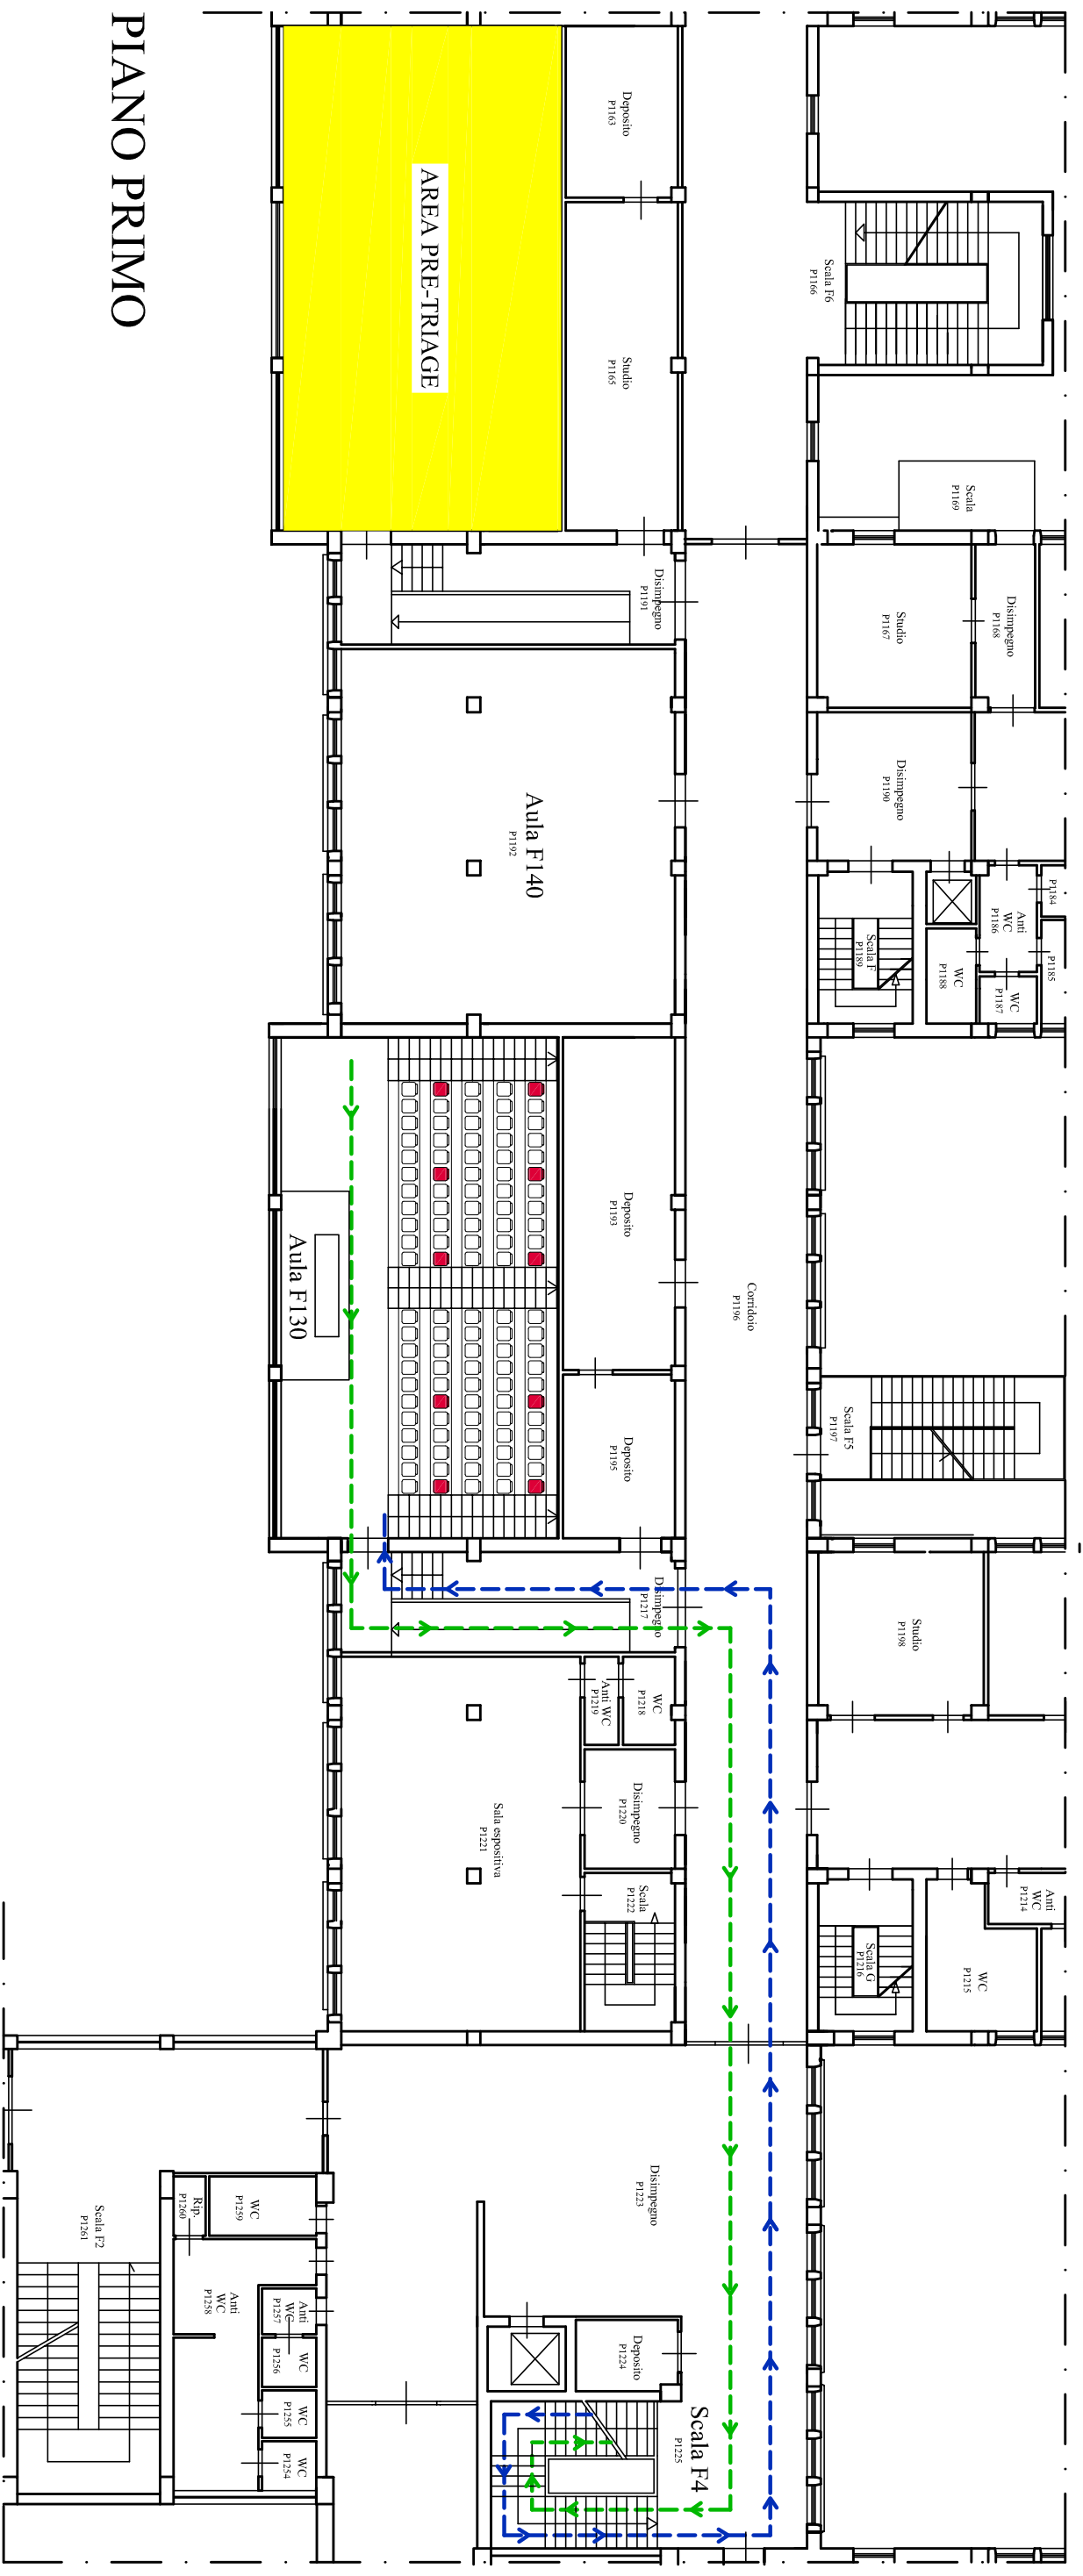 PIANO PRIMO
AREA PRE-TRIAGE
Deposito
P1163
Studio
P1165
Scala F6
P1166
Scala
P1169
Disimpegno
P1191
Studio
P1167
Disimpegno
P1168
Disimpegno
P1190
Aula F140
P1192
Scala F
P1189
WC
P1188
Anti
WC
P1186
WC
P1187
P1184
P1185
Aula F130
Deposito
P1193
Deposito
P1195
Corridoio
P1196
Scala F5
P1197
Disimpegno
P1217
Studio
P1198
WC
P1218
Anti WC
P1219
Disimpegno
P1220
Sala espositiva
P1221
Scala
P1222
Scala G
P1216
WC
P1215
Anti
WC
P1214
Disimpegno
P1223
Deposito
P1224
Scala F4
P1225
Scala F2
P1261
Rip.
P1260
WC
P1259
Anti
WC
P1258
Anti
WC
P1257
WC
P1256
WC
P1255
WC
P1254